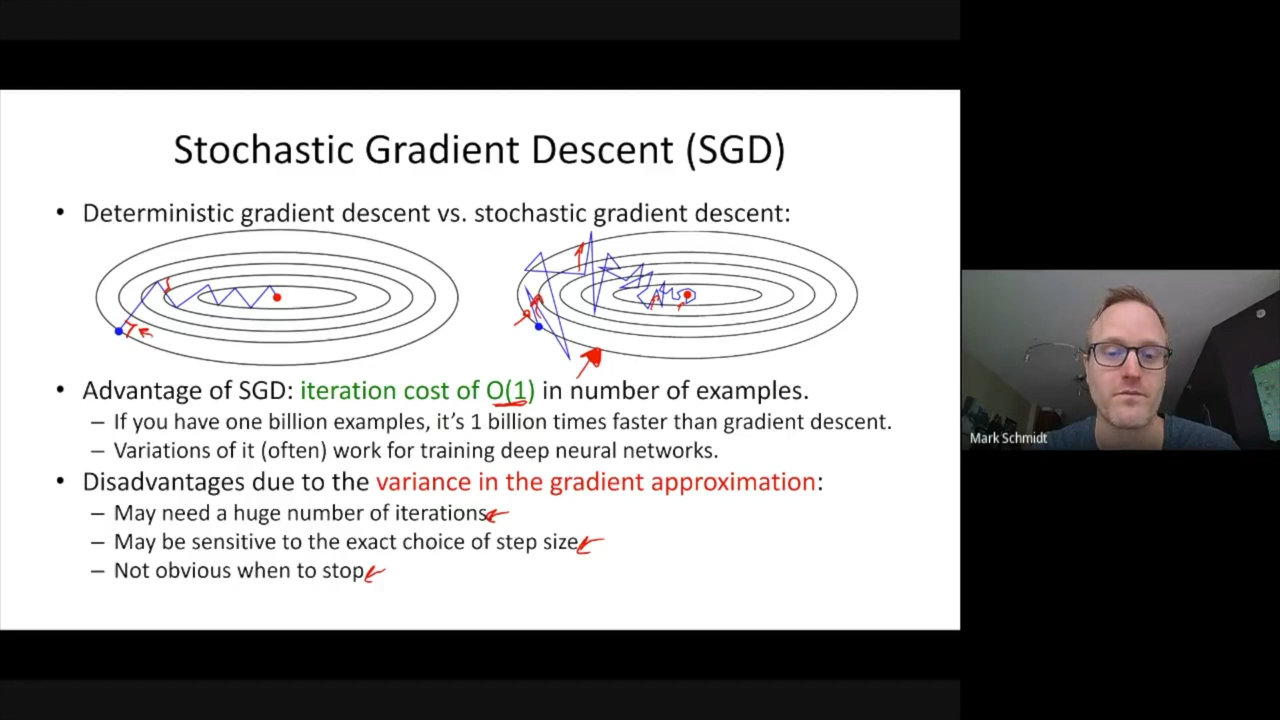 Stochastic Gradient Descent (SGD)
• Deterministic gradient descent vs. stochastic gradient descent:
• Advantage of SGD: iteration cost of O(1) in number of examples.
– If you have one billion examples, it’s 1 billion times faster than gradient descent.
– Variations of it (often) work for training deep neural networks.
• Disadvantages due to the variance in the gradient approximation:
– May need a huge number of iterations
– May be sensitive to the exact choice of step size
– Not obvious when to stop
Mark Schmidt